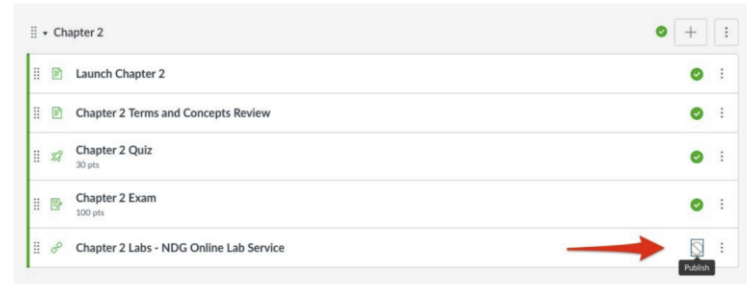 Chapter 2
Launch Chapter 2
Chapter 2 Terms and Concepts Review
Chapter 2 Quiz
30 pts
Chapter 2 Exam
100 pts
Chapter 2 Labs - NDG Online Lab Service
Publish